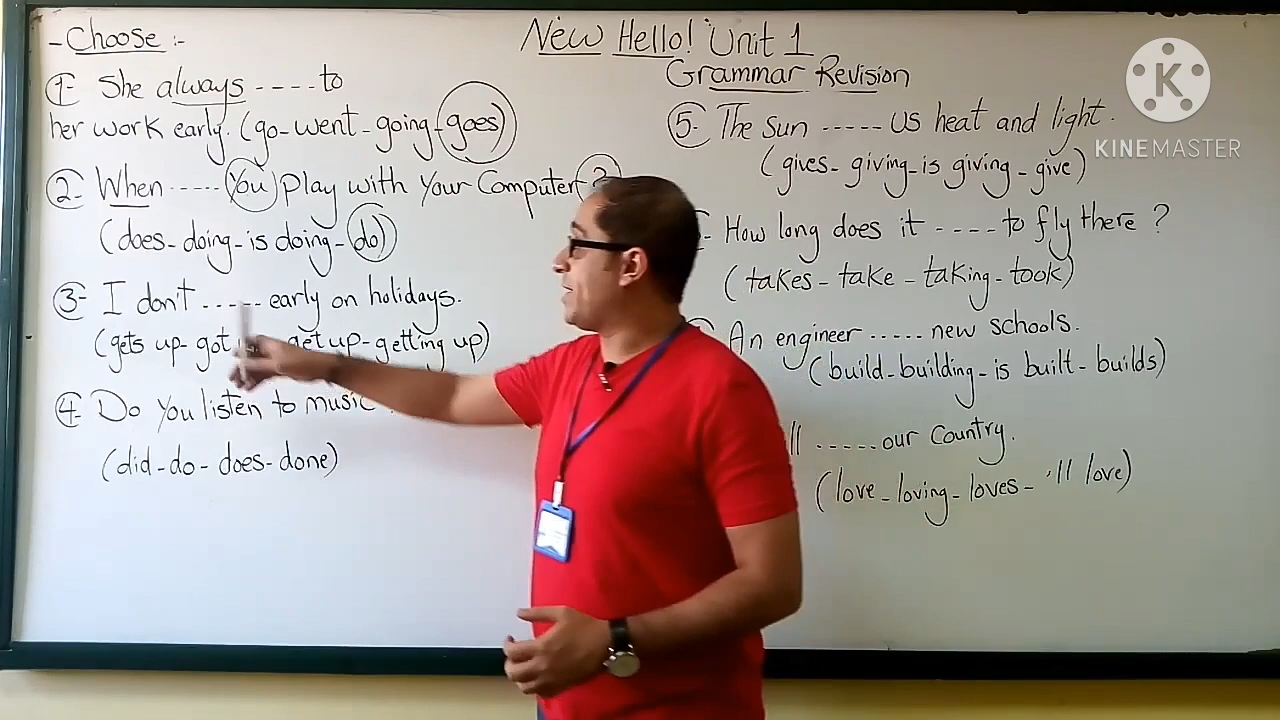 New Hello! Unit 1
Grammar Revision
- Choose :-
1- She always ---- to
her work early. (go - went - going - goes)
2- When ----- You play with your Computer ?
(does - doing - is doing - do)
3- I don't ----- early on holidays.
(gets up - got get up - getting up)
4- Do you listen to music
(did - do - does - done)
5- The sun ----- us heat and light.
(gives - giving - is giving - give)
How long does it ---- to fly there ?
(takes - take - taking - took)
An engineer ----- new schools.
(build - building - is built - builds)
----- our Country.
(love - loving - loves - 'll love)
K
KINEMASTER